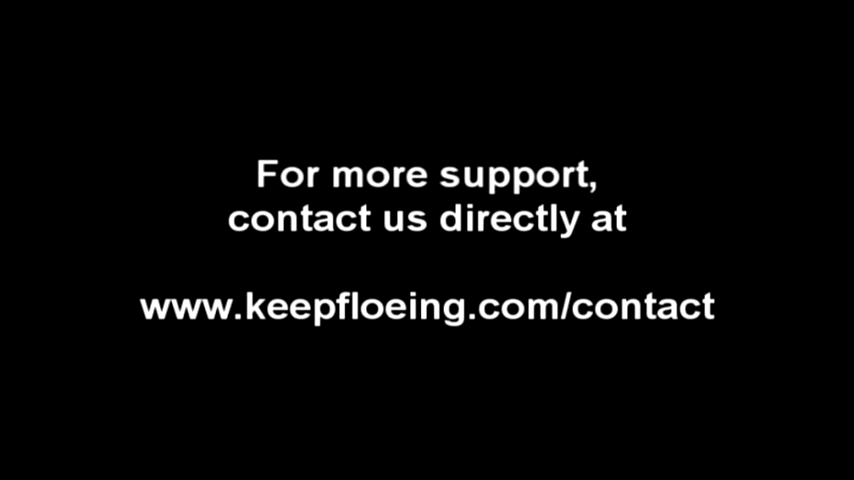 For more support,
contact us directly at
www.keepfloeing.com/contact